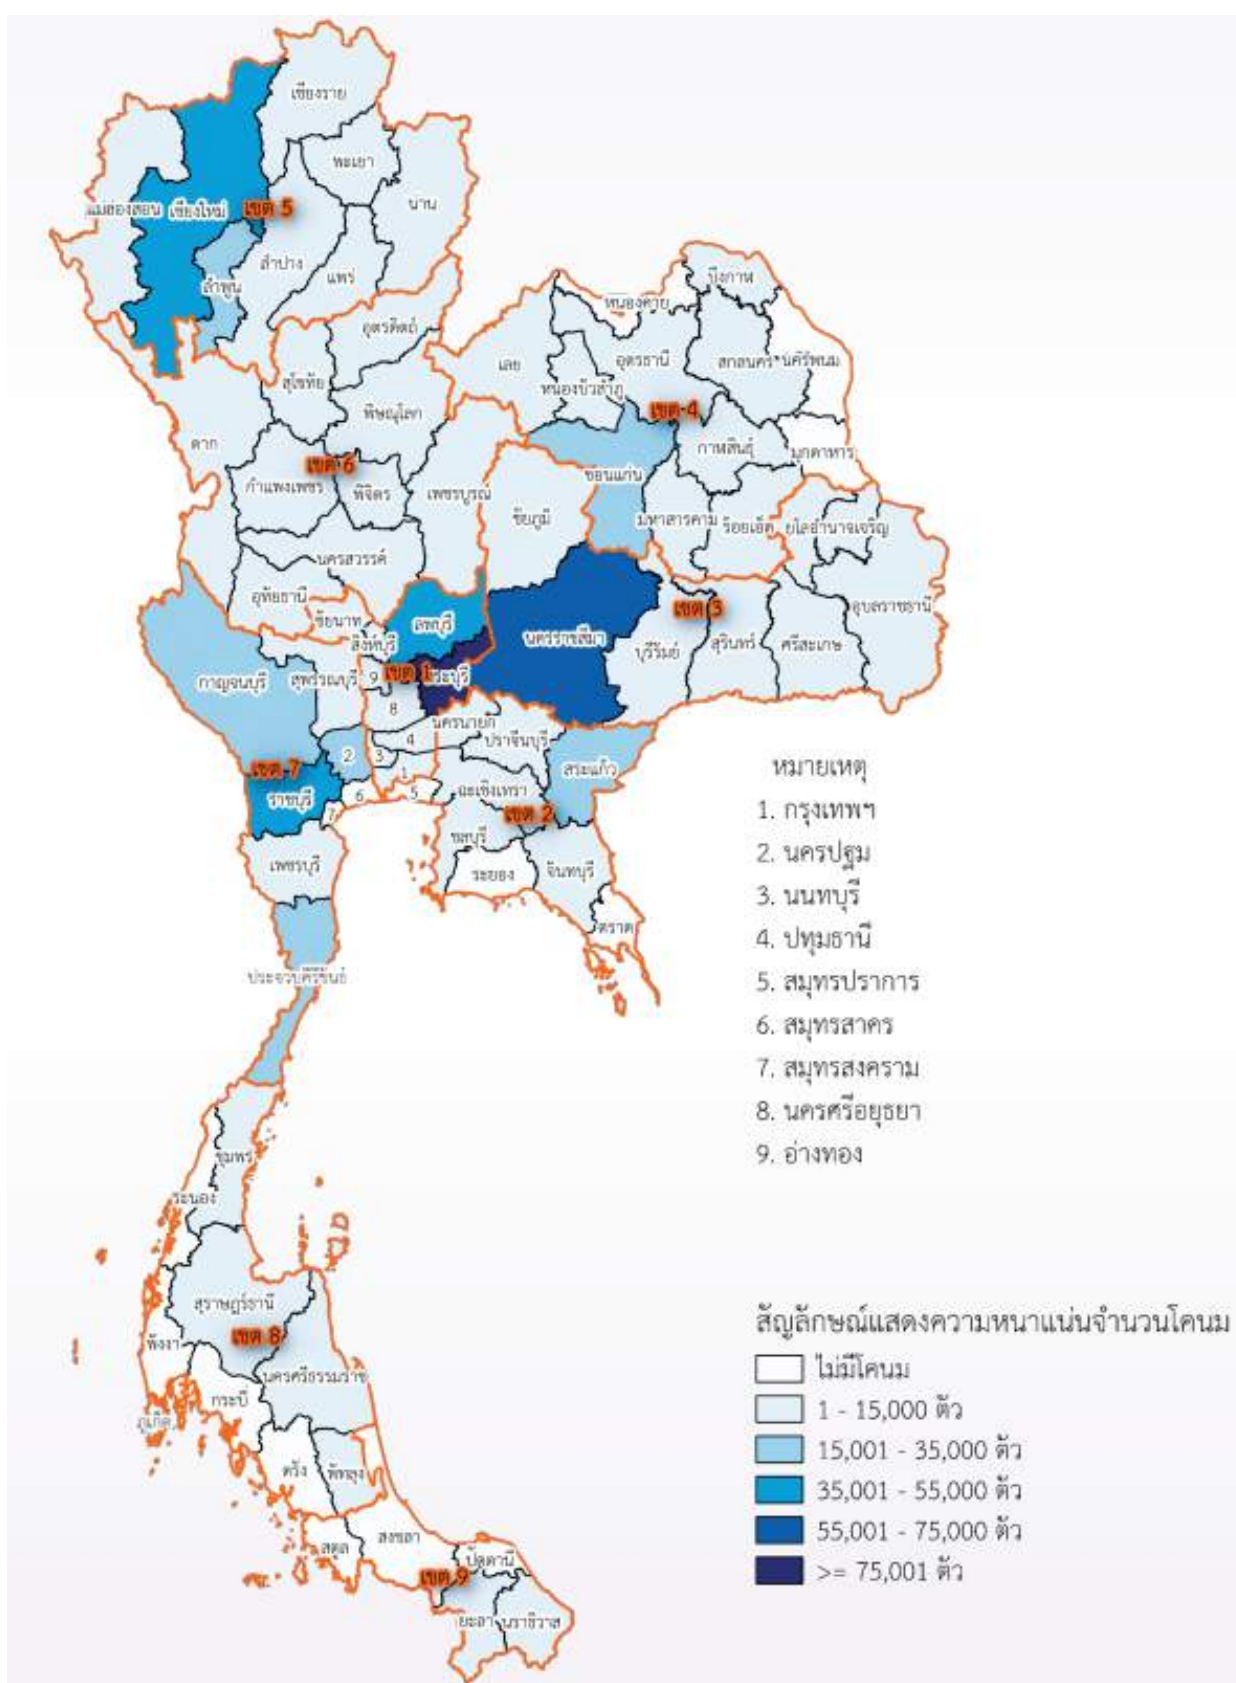 เชียงราย
พะเยา
น่าน
แม่ฮ่องสอน
เชียงใหม่
เขต 5
ลำปาง
ลำพูน
แพร่
อุตรดิตถ์
สุโขทัย
พิษณุโลก
ตาก
เขต 6
กำแพงเพชร
พิจิตร
เพชรบูรณ์
นครสวรรค์
อุทัยธานี
บึงกาฬ
หนองคาย
เลย
อุดรธานี
สกลนคร
นครพนม
หนองบัวลำภู
เขต 4
กาฬสินธุ์
มุกดาหาร
ขอนแก่น
มหาสารคาม
ร้อยเอ็ด
ชัยภูมิ
อำนาจเจริญ
อุบลราชธานี
เขต 3
นครราชสีมา
บุรีรัมย์
สุรินทร์
ศรีสะเกษ
ชัยนาท
สิงห์บุรี
ลพบุรี
เขต 1
สระบุรี
9
8
สุพรรณบุรี
กาญจนบุรี
นครนายก
ปราจีนบุรี
4
2
3
1
เขต 7
ราชบุรี
6
5
7
สระแก้ว
ฉะเชิงเทรา
เขต 2
ชลบุรี
ระยอง
จันทบุรี
ตราด
เพชรบุรี
ประจวบคีรีขันธ์
ชุมพร
ระนอง
สุราษฎร์ธานี
เขต 8
พังงา
นครศรีธรรมราช
กระบี่
ภูเก็ต
ตรัง
พัทลุง
สตูล
สงขลา
ปัตตานี
เขต 9
ยะลา
นราธิวาส
หมายเหตุ
1. กรุงเทพฯ
2. นครปฐม
3. นนทบุรี
4. ปทุมธานี
5. สมุทรปราการ
6. สมุทรสาคร
7. สมุทรสงคราม
8. นครศรีอยุธยา
9. อ่างทอง
สัญลักษณ์แสดงความหนาแน่นจำนวนโคนม
ไม่มีโคนม
1 - 15,000 ตัว
15,001 - 35,000 ตัว
35,001 - 55,000 ตัว
55,001 - 75,000 ตัว
>= 75,001 ตัว